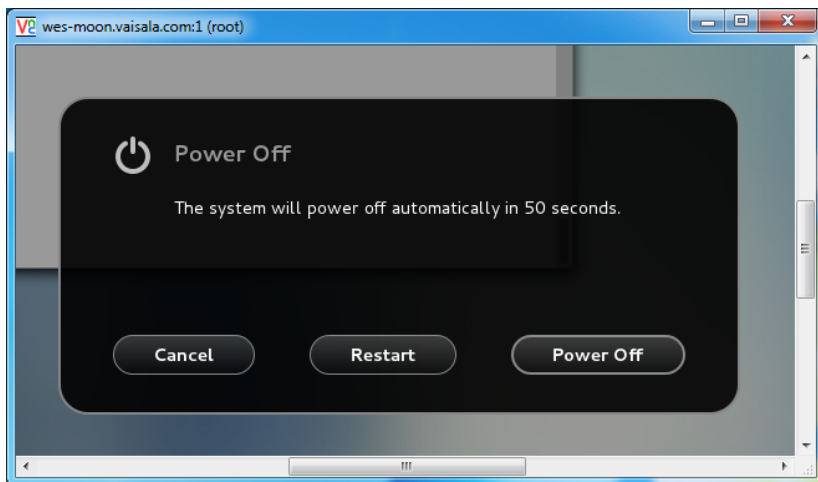 wes-moon.vaisala.com:1 (root)
Power Off
The system will power off automatically in 50 seconds.
Cancel Restart Power Off